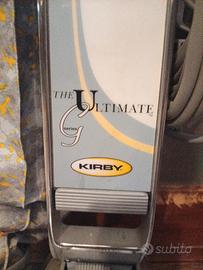 THE ULTIMATE
G series
KIRBY
subito